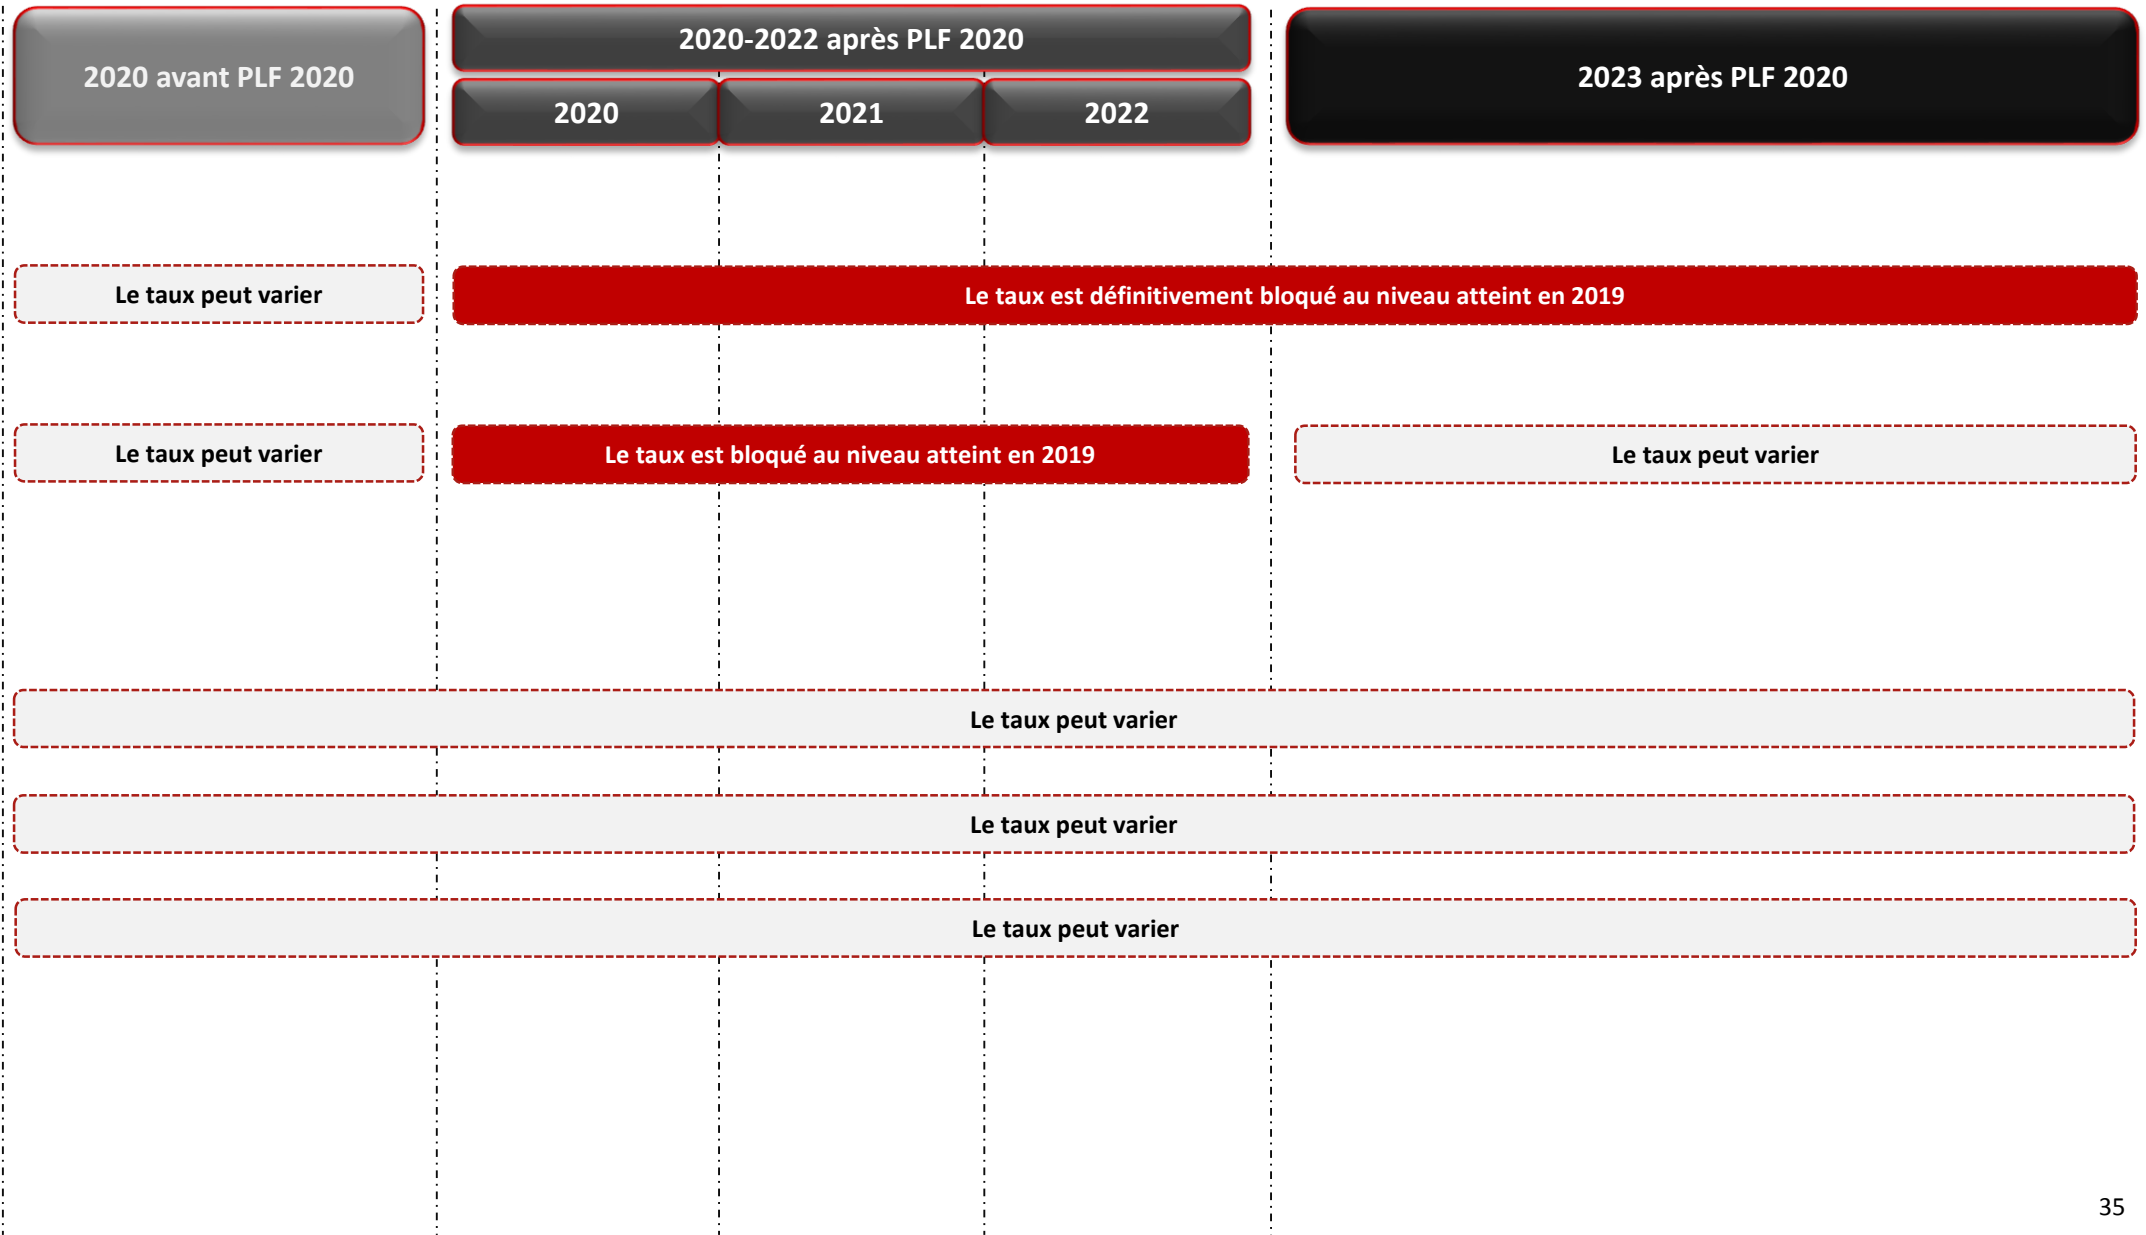 2020 avant PLF 2020
2020-2022 après PLF 2020
2020
2021
2022
2023 après PLF 2020
Le taux peut varier
Le taux est définitivement bloqué au niveau atteint en 2019
Le taux peut varier
Le taux est bloqué au niveau atteint en 2019
Le taux peut varier
Le taux peut varier
Le taux peut varier
Le taux peut varier
35